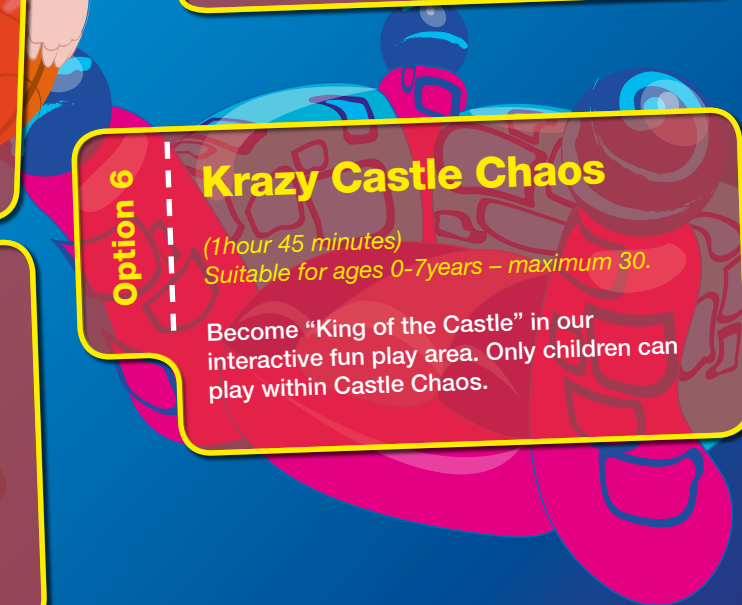 Option 6
Krazy Castle Chaos
(1hour 45 minutes)
Suitable for ages 0-7years – maximum 30.
Become “King of the Castle” in our
interactive fun play area. Only children can
play within Castle Chaos.